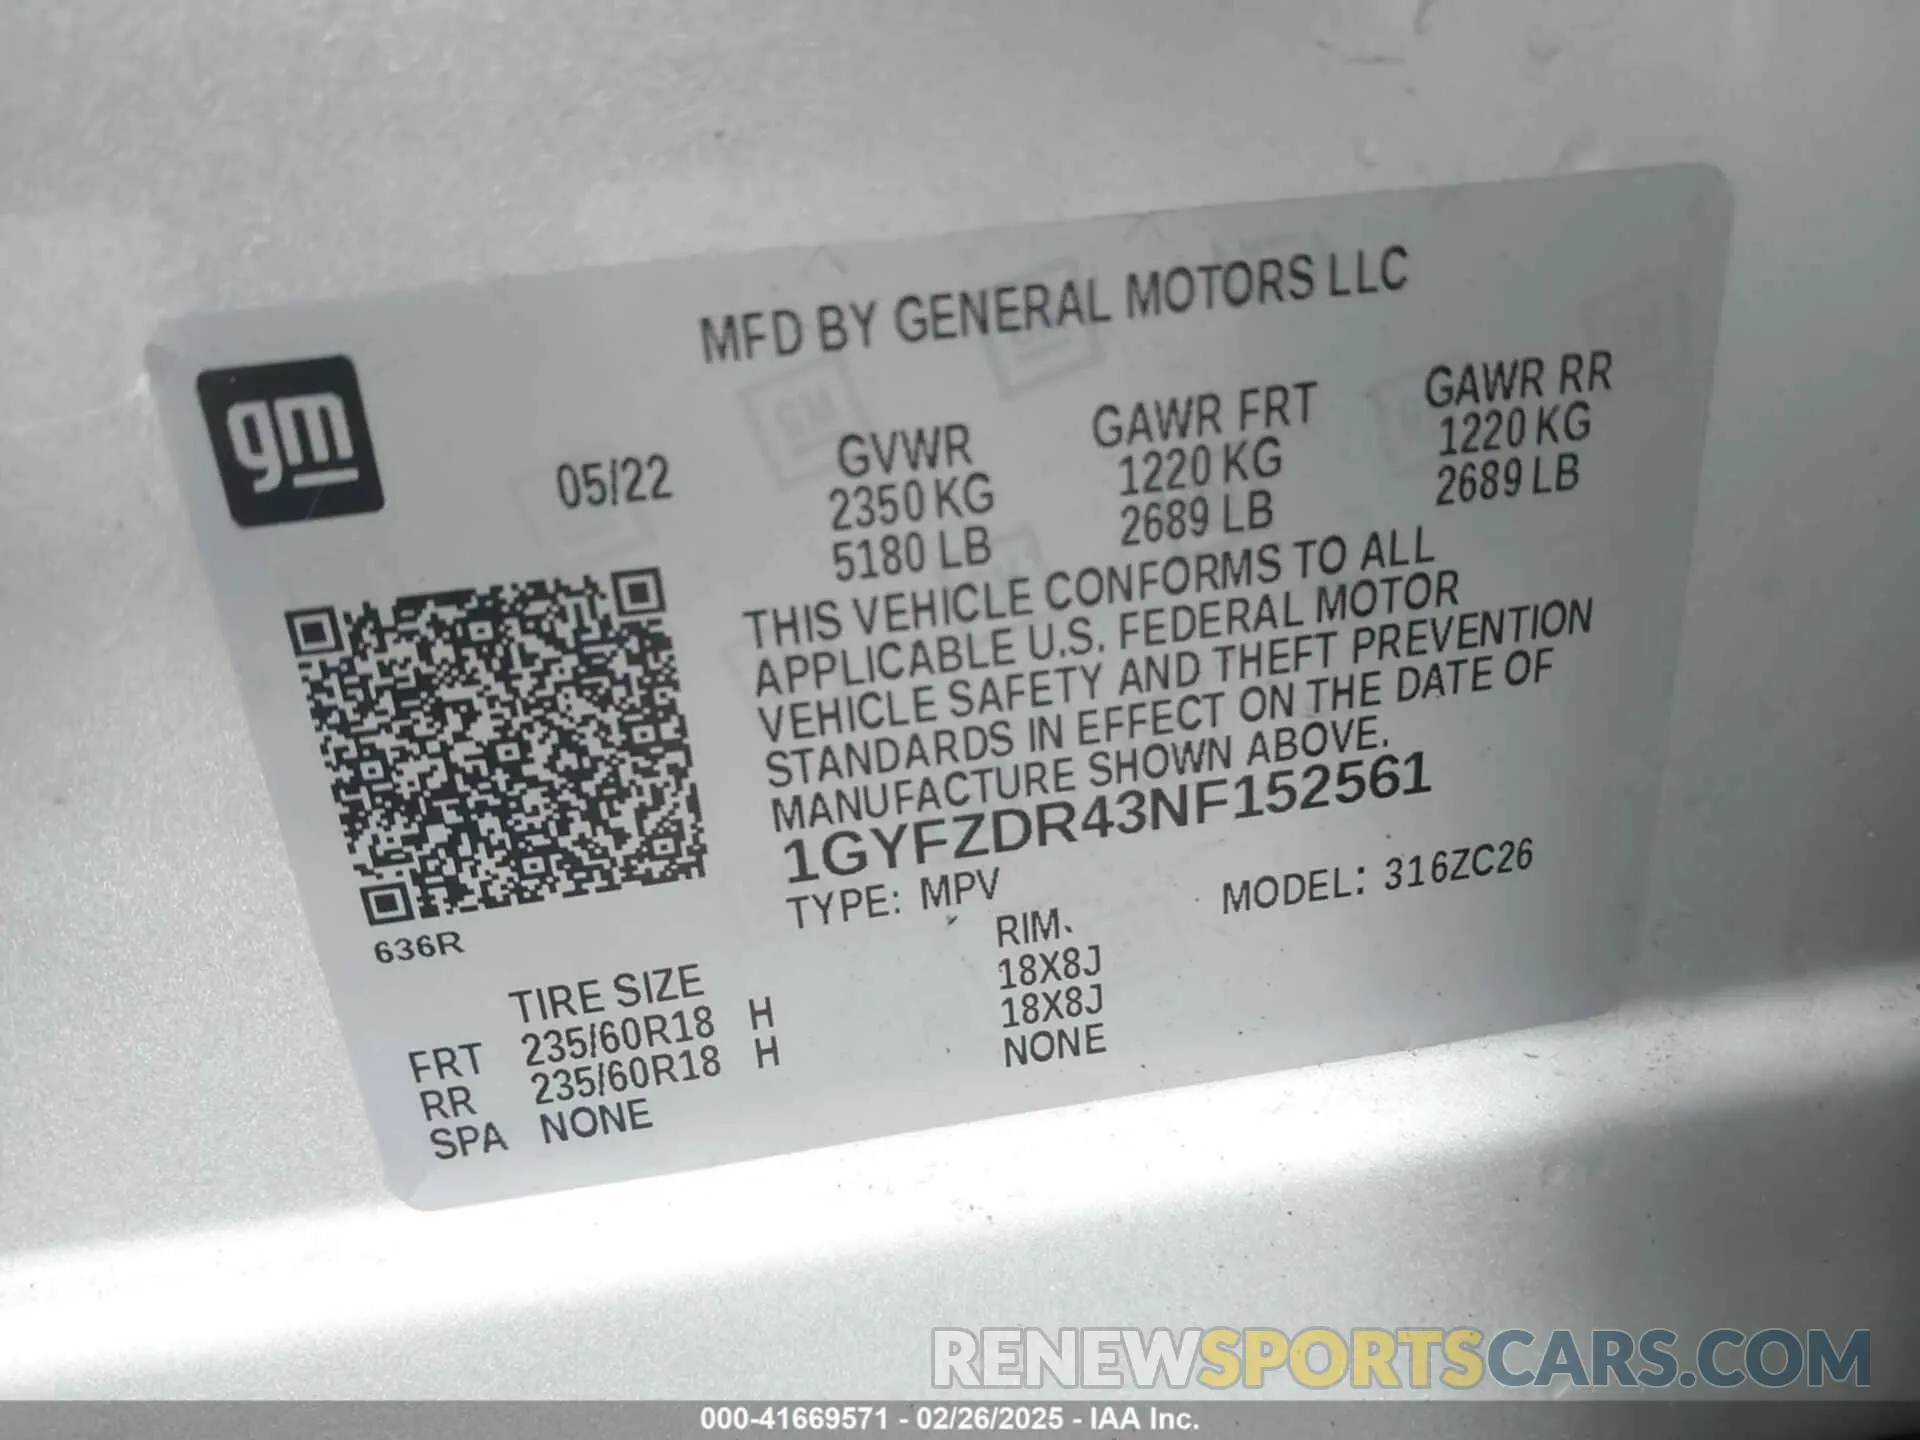 MFD BY GENERAL MOTORS LLC
gm
05/22
GVWR
2350 KG
5180 LB
GAWR FRT
1220 KG
2689 LB
GAWR RR
1220 KG
2689 LB
THIS VEHICLE CONFORMS TO ALL
APPLICABLE U.S. FEDERAL MOTOR
VEHICLE SAFETY AND THEFT PREVENTION
STANDARDS IN EFFECT ON THE DATE OF
MANUFACTURE SHOWN ABOVE.
1GYFZDR43NF152561
TYPE: MPV
MODEL: 316ZC26
636R
TIRE SIZE
RIM.
FRT 235/60R18 H 18X8J
RR 235/60R18 H 18X8J
SPA NONE NONE
RENEWSPORTSCARS.COM
000-41669571 - 02/26/2025 - IAA Inc.